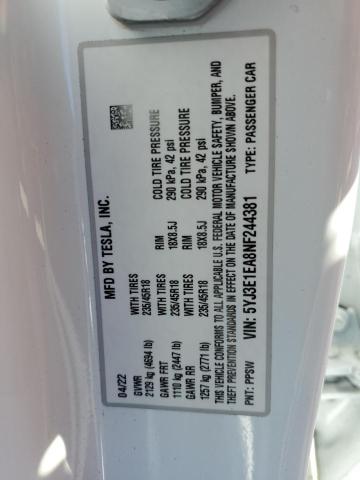 MFD BY TESLA, INC.
04/22
GVWR
2129 kg (4694 lb)
GAWR FRT WITH TIRES RIM COLD TIRE PRESSURE
1110 kg (2447 lb) 235/45R18 18X8.5J 290 kPa, 42 psi
GAWR RR WITH TIRES RIM COLD TIRE PRESSURE
1257 kg (2771 lb) 235/45R18 18X8.5J 290 kPa, 42 psi
THIS VEHICLE CONFORMS TO ALL APPLICABLE U.S. FEDERAL MOTOR VEHICLE SAFETY, BUMPER, AND
THEFT PREVENTION STANDARDS IN EFFECT ON THE DATE OF MANUFACTURE SHOWN ABOVE.
VIN: 5YJ3E1EA8NF244381
PNT: PPSW TYPE: PASSENGER CAR